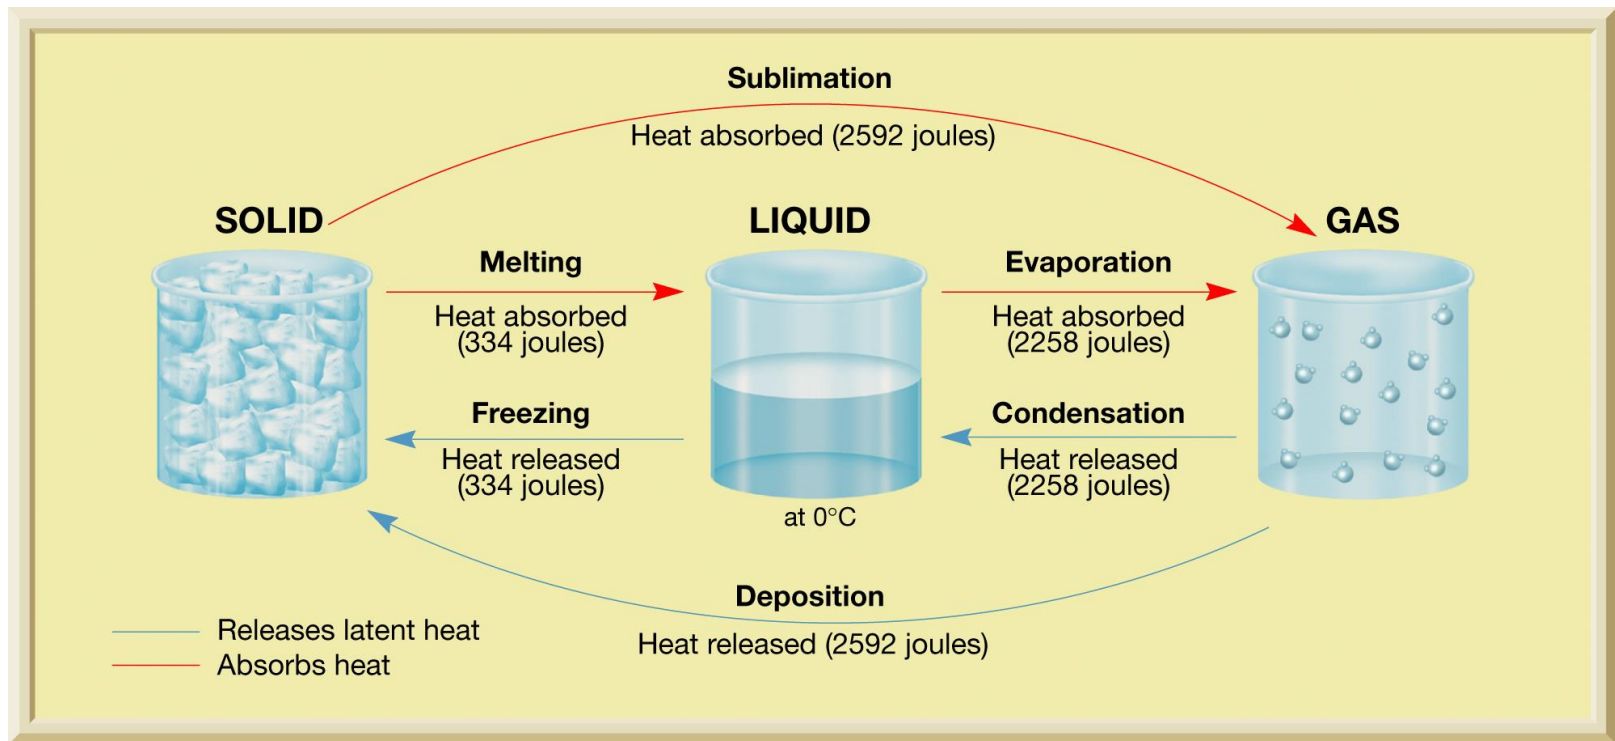 Sublimation
Heat absorbed (2592 joules)
SOLID
LIQUID
GAS
Melting
Heat absorbed
(334 joules)
Evaporation
Heat absorbed
(2258 joules)
Freezing
Heat released
(334 joules)
Condensation
Heat released
(2258 joules)
at 0°C
Deposition
Heat released (2592 joules)
Releases latent heat
Absorbs heat